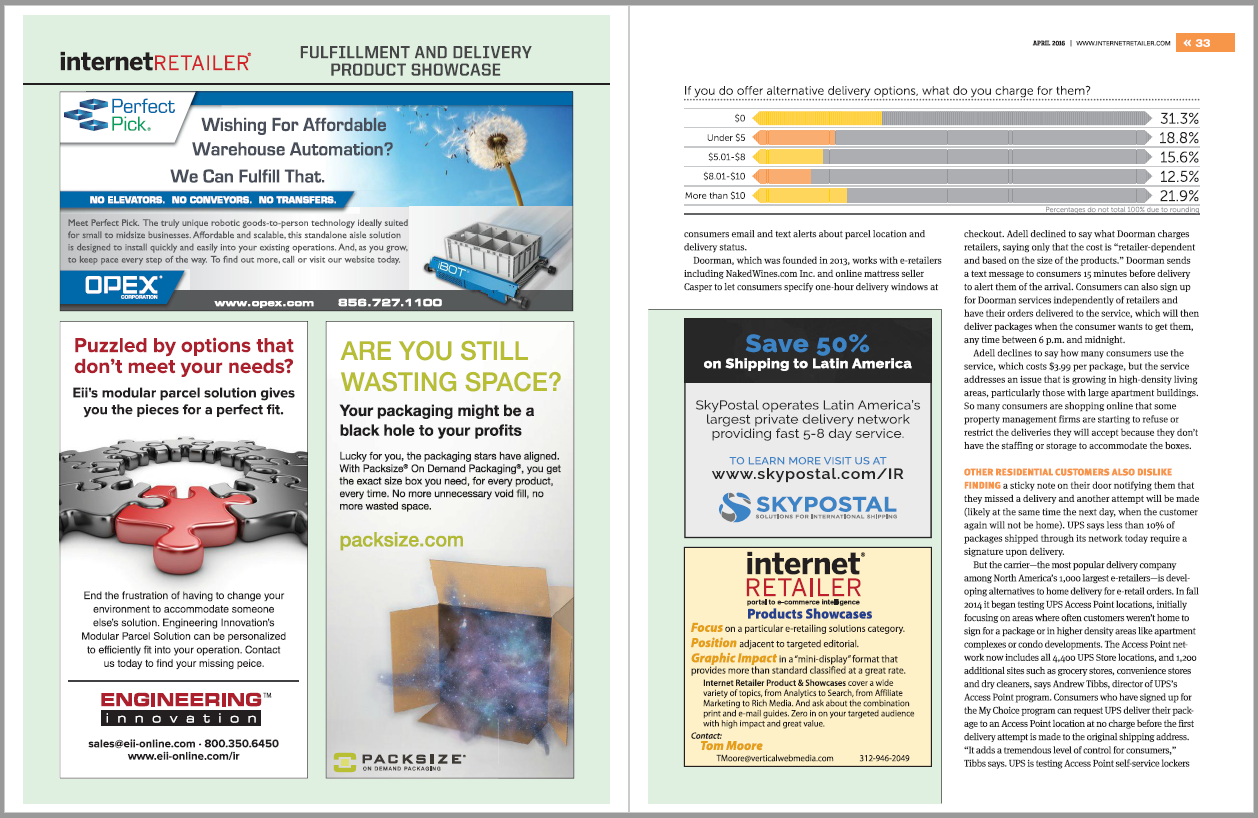 internetRETAILER®
FULFILLMENT AND DELIVERY
PRODUCT SHOWCASE
Perfect
Pick®
Wishing For Affordable
Warehouse Automation?
We Can Fulfill That.
NO ELEVATORS. NO CONVEYORS. NO TRANSFERS.
Meet Perfect Pick. The truly unique robotic goods-to-person technology ideally suited
for small to midsize businesses. Affordable and scalable, this standalone aisle solution
is designed to install quickly and easily into your existing operations. And, as you grow,
to keep pace every step of the way. To find out more, call or visit our website today.
iBOT®
OPEX®
CORPORATION
www.opex.com 856.727.1100
Puzzled by options that
don't meet your needs?
Eii's modular parcel solution gives
you the pieces for a perfect fit.
End the frustration of having to change your
environment to accommodate someone
else's solution. Engineering Innovation's
Modular Parcel Solution can be personalized
to efficiently fit into your operation. Contact
us today to find your missing peice.
ENGINEERING™
innovation
sales@eii-online.com · 800.350.6450
www.eii-online.com/ir
ARE YOU STILL
WASTING SPACE?
Your packaging might be a
black hole to your profits
Lucky for you, the packaging stars have aligned.
With Packsize® On Demand Packaging®, you get
the exact size box you need, for every product,
every time. No more unnecessary void fill, no
more wasted space.
packsize.com
PACKSIZE®
ON DEMAND PACKAGING
APRIL 2016 | WWW.INTERNETRETAILER.COM « 33
If you do offer alternative delivery options, what do you charge for them?
$0 31.3%
Under $5 18.8%
$5.01-$8 15.6%
$8.01-$10 12.5%
More than $10 21.9%
Percentages do not total 100% due to rounding
consumers email and text alerts about parcel location and
delivery status.
Doorman, which was founded in 2013, works with e-retailers
including NakedWines.com Inc. and online mattress seller
Casper to let consumers specify one-hour delivery windows at
Save 50%
on Shipping to Latin America
SkyPostal operates Latin America's
largest private delivery network
providing fast 5-8 day service.
TO LEARN MORE VISIT US AT
www.skypostal.com/IR
SKYPOSTAL
SOLUTIONS FOR INTERNATIONAL SHIPPING
internet®
RETAILER
portal to e-commerce intelligence
Products Showcases
Focus on a particular e-retailing solutions category.
Position adjacent to targeted editorial.
Graphic Impact in a "mini-display" format that
provides more than standard classified at a great rate.
Internet Retailer Product & Showcases cover a wide
variety of topics, from Analytics to Search, from Affiliate
Marketing to Rich Media. And ask about the combination
print and e-mail guides. Zero in on your targeted audience
with high impact and great value.
Contact:
Tom Moore
TMoore@verticalwebmedia.com 312-946-2049
checkout. Adell declined to say what Doorman charges
retailers, saying only that the cost is "retailer-dependent
and based on the size of the products." Doorman sends
a text message to consumers 15 minutes before delivery
to alert them of the arrival. Consumers can also sign up
for Doorman services independently of retailers and
have their orders delivered to the service, which will then
deliver packages when the consumer wants to get them,
any time between 6 p.m. and midnight.
Adell declines to say how many consumers use the
service, which costs $3.99 per package, but the service
addresses an issue that is growing in high-density living
areas, particularly those with large apartment buildings.
So many consumers are shopping online that some
property management firms are starting to refuse or
restrict the deliveries they will accept because they don't
have the staffing or storage to accommodate the boxes.
OTHER RESIDENTIAL CUSTOMERS ALSO DISLIKE
FINDING a sticky note on their door notifying them that
they missed a delivery and another attempt will be made
(likely at the same time the next day, when the customer
again will not be home). UPS says less than 10% of
packages shipped through its network today require a
signature upon delivery.
But the carrier—the most popular delivery company
among North America's 1,000 largest e-retailers—is devel-
oping alternatives to home delivery for e-retail orders. In fall
2014 it began testing UPS Access Point locations, initially
focusing on areas where often customers weren't home to
sign for a package or in higher density areas like apartment
complexes or condo developments. The Access Point net-
work now includes all 4,400 UPS Store locations, and 1,200
additional sites such as grocery stores, convenience stores
and dry cleaners, says Andrew Tibbs, director of UPS's
Access Point program. Consumers who have signed up for
the My Choice program can request UPS deliver their pack-
age to an Access Point location at no charge before the first
delivery attempt is made to the original shipping address.
"It adds a tremendous level of control for consumers,"
Tibbs says. UPS is testing Access Point self-service lockers